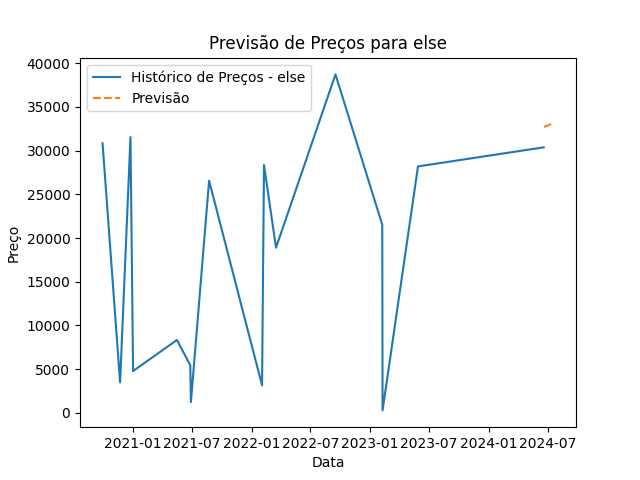 Previsão de Preços para else
Histórico de Preços - else
Previsão
40000
35000
30000
25000
20000
15000
10000
5000
0
Preço
2021-01 2021-07 2022-01 2022-07 2023-01 2023-07 2024-01 2024-07
Data